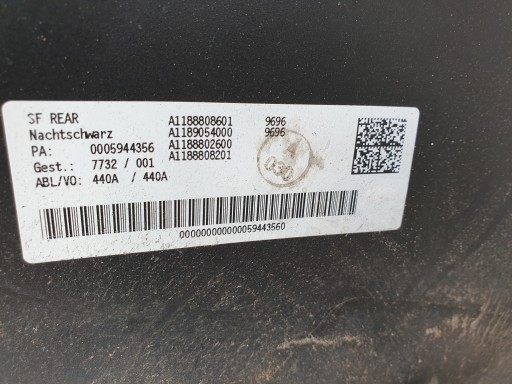 SF REAR A1188808601 9696
Nachtschwarz A1189054000 9696
PA: 0005944356 A1188802600
Gest.: 7732 / 001 A1188808201
ABL/VO: 440A / 440A
030
00000000000059443560